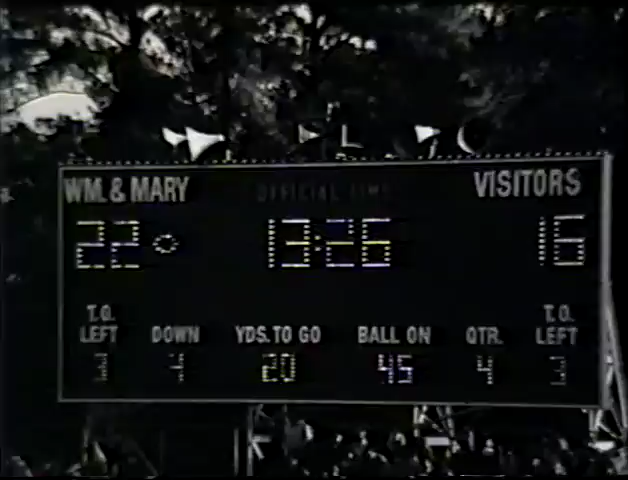 WM. & MARY OFFICIAL TIME VISITORS
22 13:26 16
T.O. LEFT DOWN YDS. TO GO BALL ON QTR. T.O. LEFT
3 4 20 45 4 3